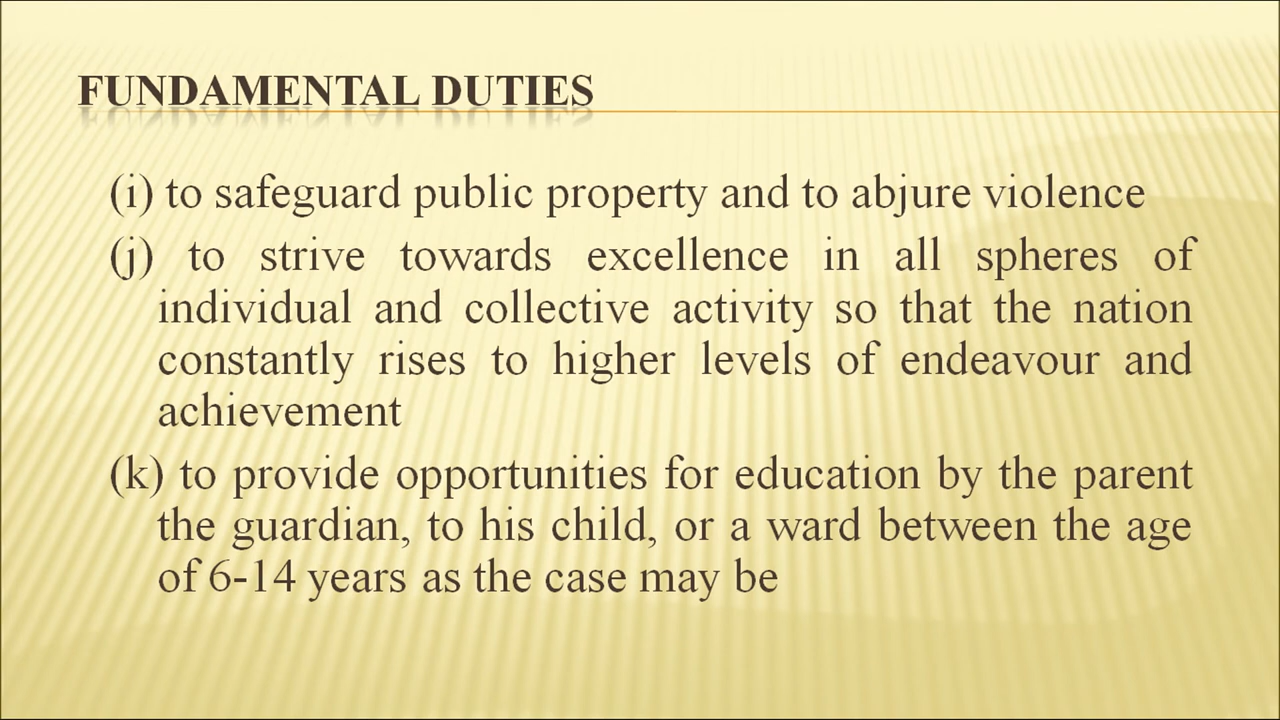 FUNDAMENTAL DUTIES
(i) to safeguard public property and to abjure violence
(j) to strive towards excellence in all spheres of
individual and collective activity so that the nation
constantly rises to higher levels of endeavour and
achievement
(k) to provide opportunities for education by the parent
the guardian, to his child, or a ward between the age
of 6-14 years as the case may be